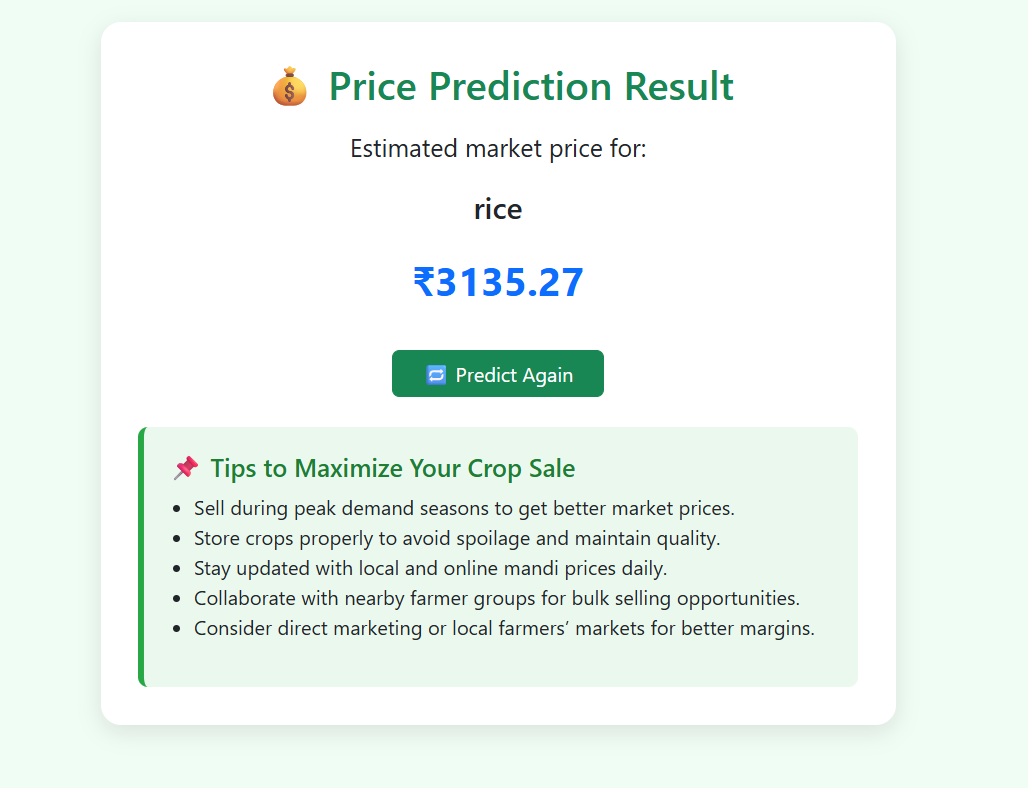 💰 Price Prediction Result
Estimated market price for:
rice
₹3135.27
🔁 Predict Again
📌 Tips to Maximize Your Crop Sale
• Sell during peak demand seasons to get better market prices.
• Store crops properly to avoid spoilage and maintain quality.
• Stay updated with local and online mandi prices daily.
• Collaborate with nearby farmer groups for bulk selling opportunities.
• Consider direct marketing or local farmers’ markets for better margins.